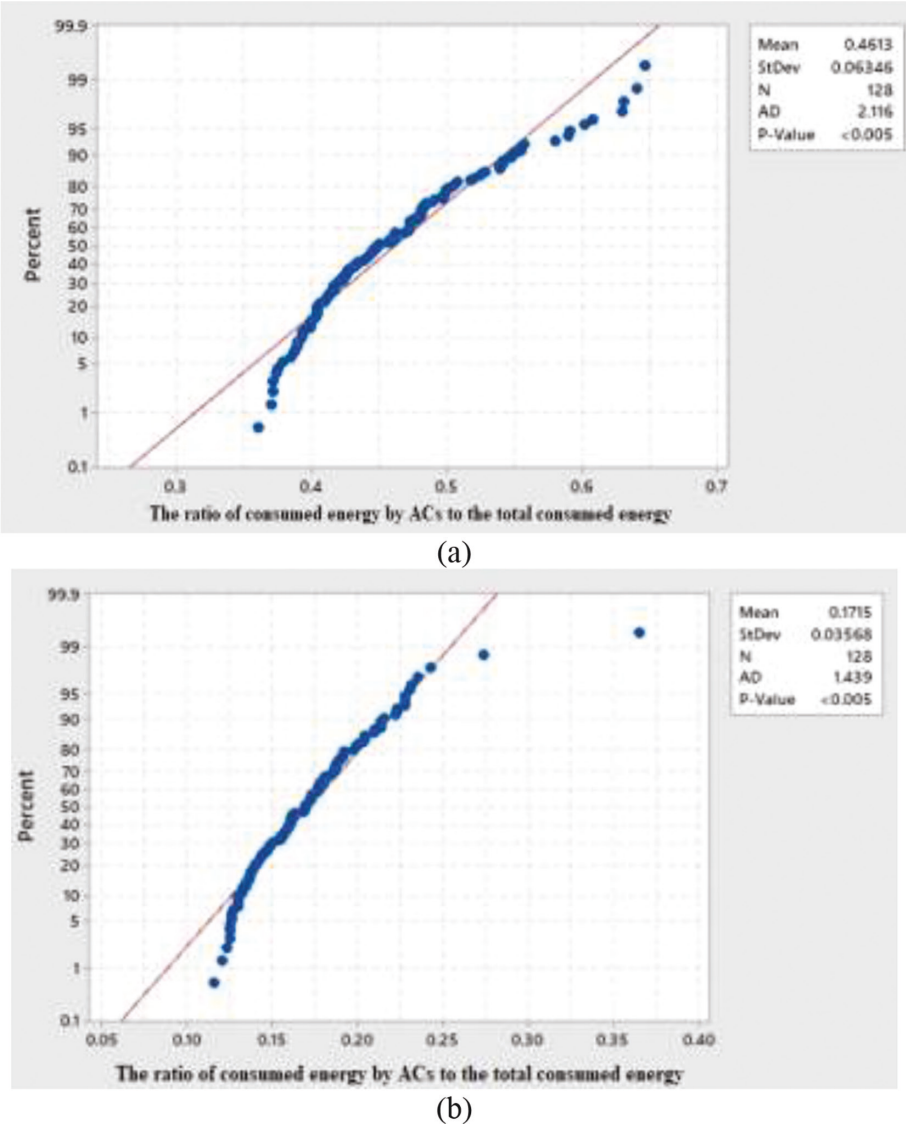 99.9
99
95
90
80
70
60
50
40
30
20
10
5
1
0.1
Percent
0.3 0.4 0.5 0.6 0.7
The ratio of consumed energy by ACs to the total consumed energy
Mean 0.4613
StDev 0.06346
N 128
AD 2.116
P-Value <0.005
(a)
99.9
99
95
90
80
70
60
50
40
30
20
10
5
1
0.1
Percent
0.05 0.10 0.15 0.20 0.25 0.30 0.35 0.40
The ratio of consumed energy by ACs to the total consumed energy
Mean 0.1715
StDev 0.03568
N 128
AD 1.439
P-Value <0.005
(b)